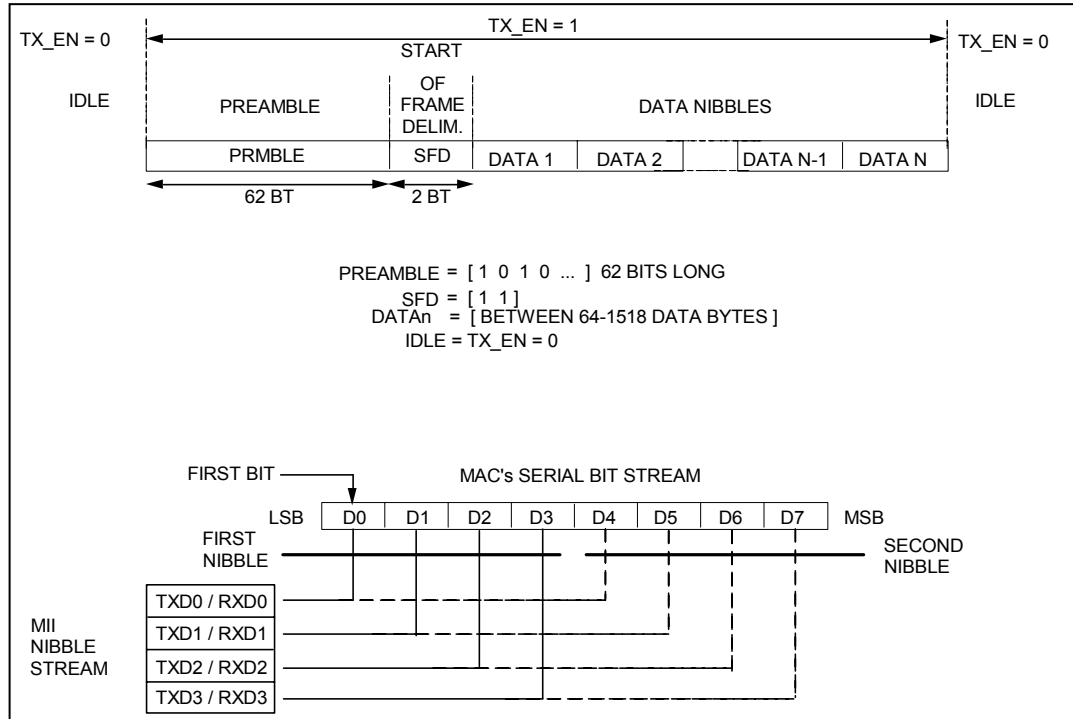 TX_EN = 1
TX_EN = 0
TX_EN = 0
START
OF
FRAME
DELIM.
IDLE
PREAMBLE
DATA NIBBLES
IDLE
PRMBLE
SFD
DATA 1
DATA 2
DATA N-1
DATA N
62 BT
2 BT
PREAMBLE = [ 1 0 1 0 ... ] 62 BITS LONG
SFD = [ 1 1 ]
DATAn = [ BETWEEN 64-1518 DATA BYTES ]
IDLE = TX_EN = 0
FIRST BIT
MAC's SERIAL BIT STREAM
LSB D0 D1 D2 D3 D4 D5 D6 D7 MSB
FIRST
NIBBLE
SECOND
NIBBLE
MII
NIBBLE
STREAM
TXD0 / RXD0
TXD1 / RXD1
TXD2 / RXD2
TXD3 / RXD3